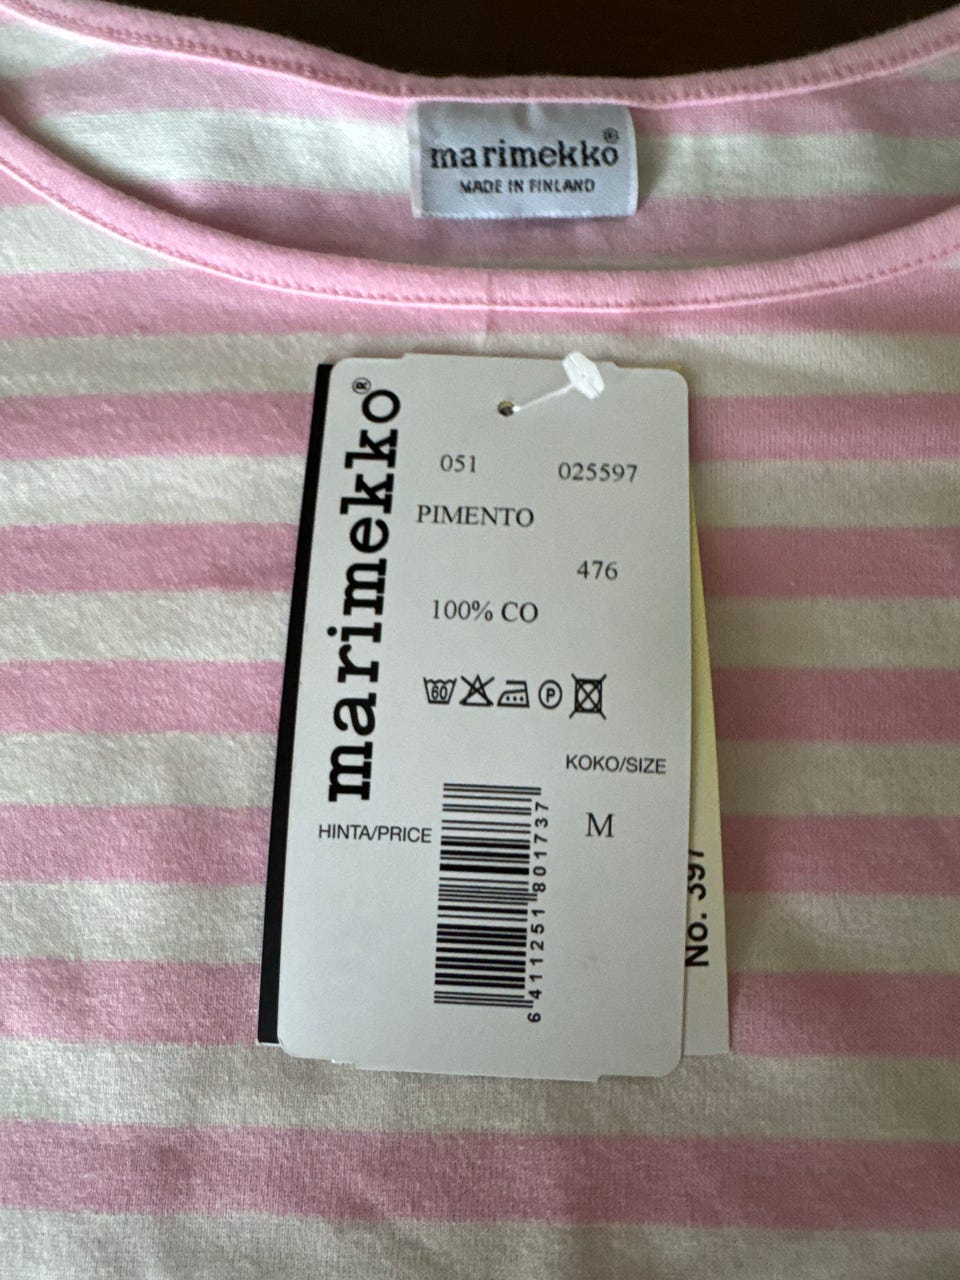 marimekko®
MADE IN FINLAND
marimekko®
051 025597
PIMENTO
476
100% CO
60
P
KOKO/SIZE
M
HINTA/PRICE
6 411251 801737
No. 397